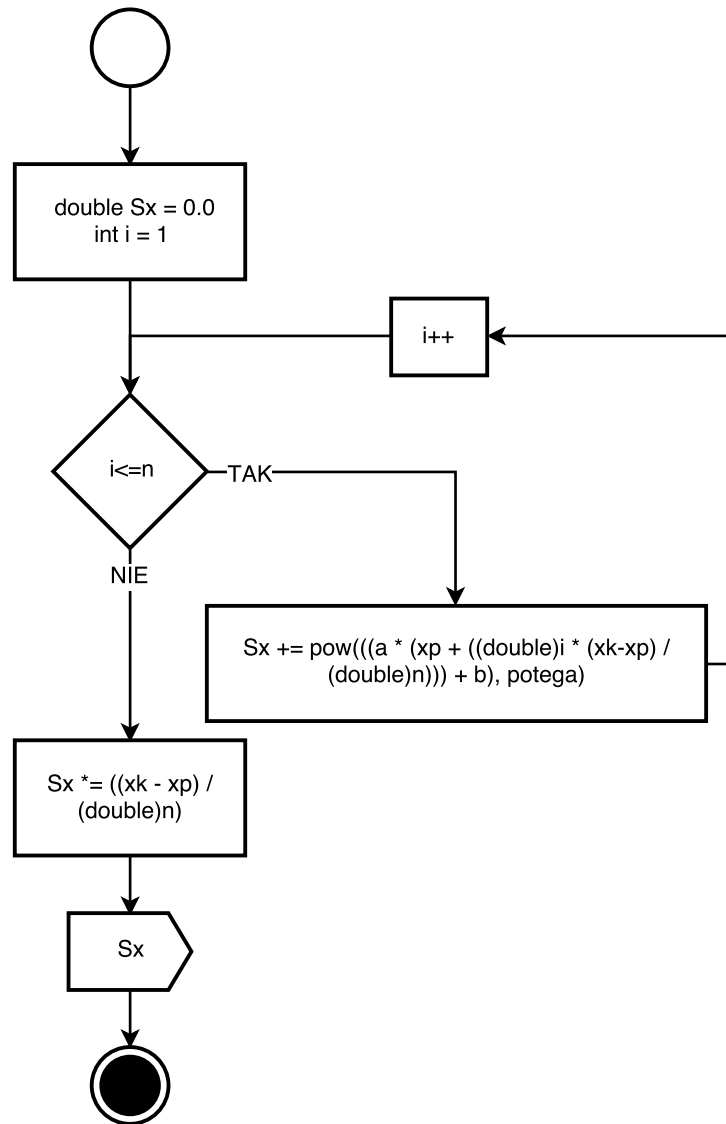 double Sx = 0.0
int i = 1
i++
i<=n
TAK
NIE
Sx += pow(((a * (xp + ((double)i * (xk-xp) /
(double)n))) + b), potega)
Sx *= ((xk - xp) /
(double)n)
Sx